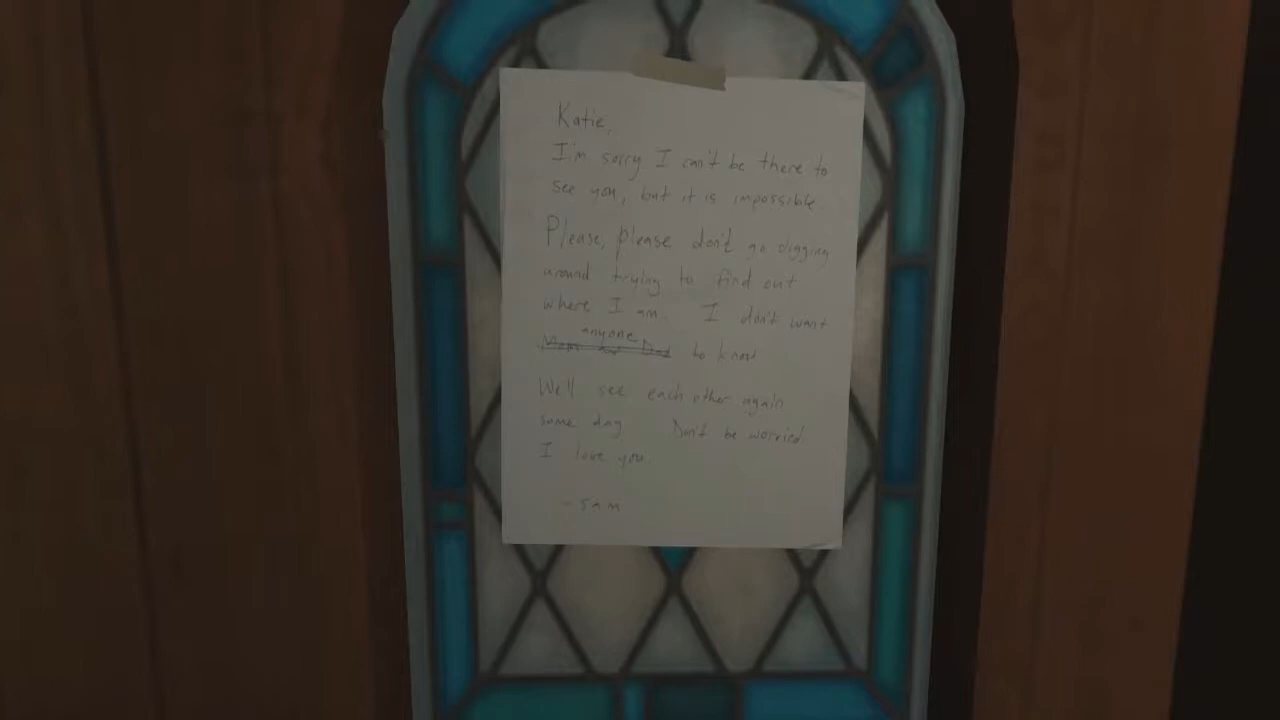 Katie,
I'm sorry I can't be there to
see you, but it is impossible.
Please, please don't go digging
around trying to find out
where I am. I don't want
anyone
Mom and Dad to know
We'll see each other again
some day. Don't be worried.
I love you.
- Sam